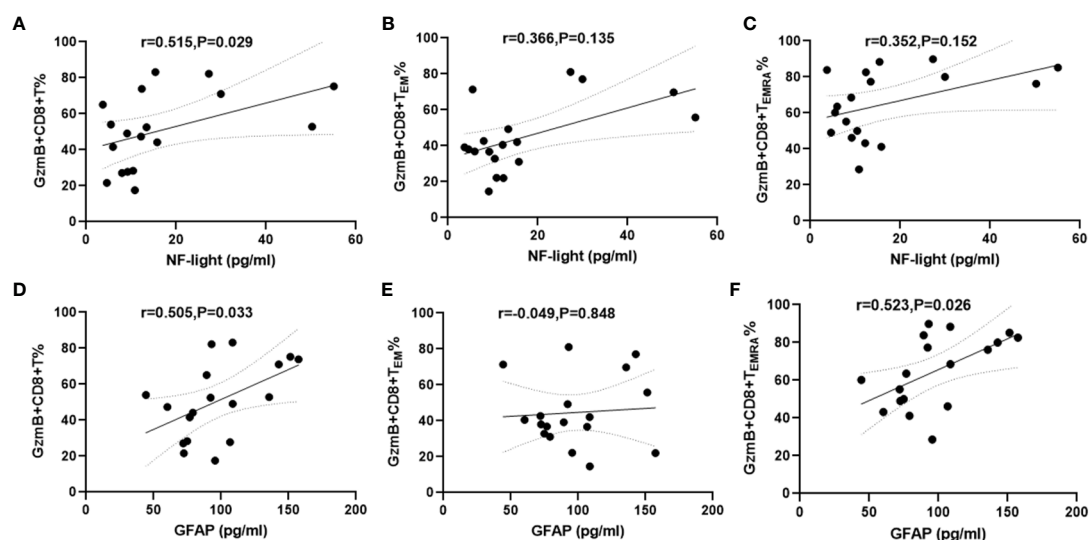 A
r=0.515,P=0.029
GzmB+CD8+T%
100
80
60
40
20
0
0 20 40 60
NF-light (pg/ml)
B
r=0.366,P=0.135
GzmB+CD8+TEM%
100
80
60
40
20
0
0 20 40 60
NF-light (pg/ml)
C
r=0.352,P=0.152
GzmB+CD8+TEMRA%
100
80
60
40
20
0
0 20 40 60
NF-light (pg/ml)
D
r=0.505,P=0.033
GzmB+CD8+T%
100
80
60
40
20
0
50 100 150 200
GFAP (pg/ml)
E
r=-0.049,P=0.848
GzmB+CD8+TEM%
100
80
60
40
20
0
50 100 150 200
GFAP (pg/ml)
F
r=0.523,P=0.026
GzmB+CD8+TEMRA%
100
80
60
40
20
0
0 50 100 150 200
GFAP (pg/ml)